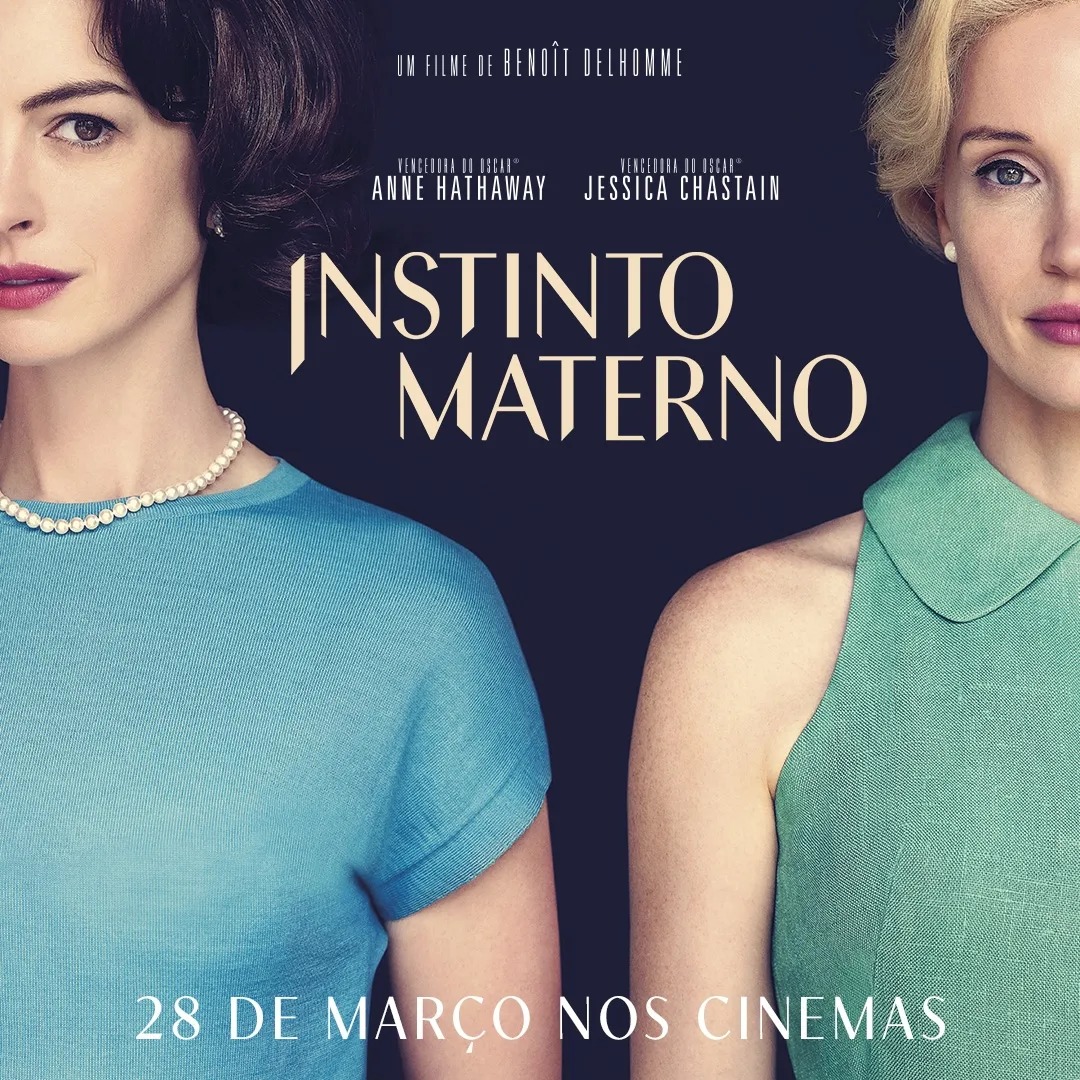 UM FILME DE BENOÎT DELHOMME
VENCEDORA DO OSCAR® VENCEDORA DO OSCAR®
ANNE HATHAWAY JESSICA CHASTAIN
INSTINTO
MATERNO
28 DE MARÇO NOS CINEMAS